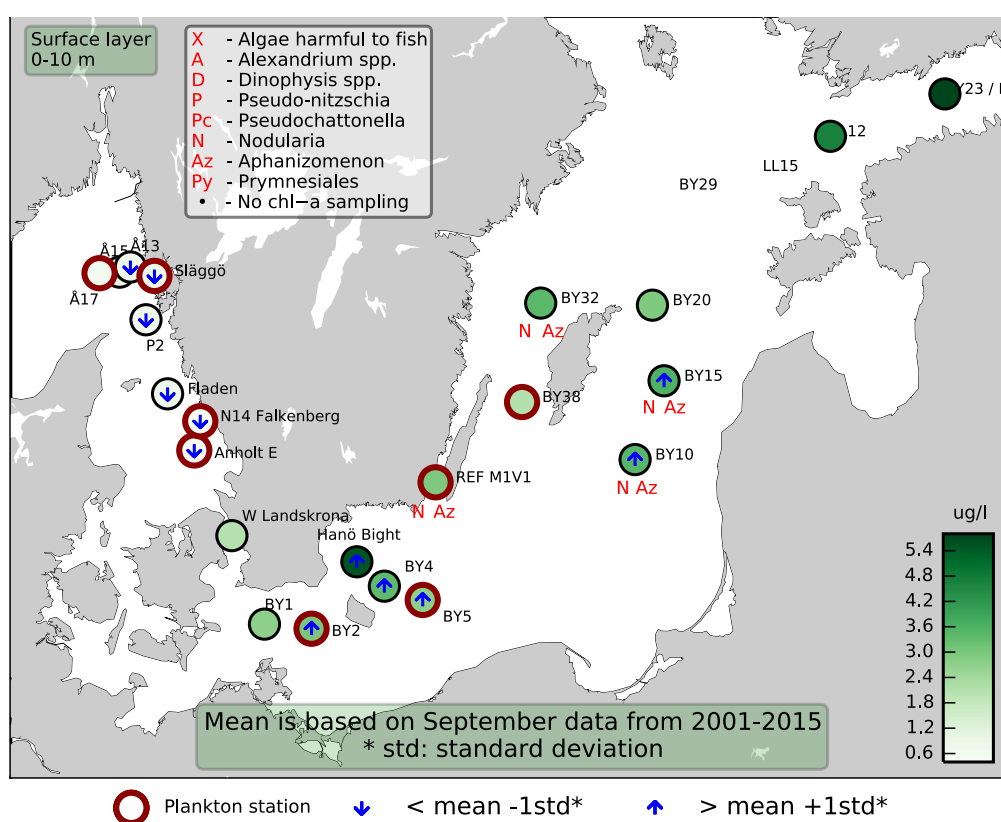 Surface layer
0-10 m
X - Algae harmful to fish
A - Alexandrium spp.
D - Dinophysis spp.
P - Pseudo-nitzschia
Pc - Pseudochattonella
N - Nodularia
Az - Aphanizomenon
Py - Prymnesiales
• - No chl-a sampling
Y23 /
12
LL15
BY29
Å15
Å13
Släggö
Å17
P2
BY32
N Az
BY20
BY15
N Az
Fladen
BY38
N14 Falkenberg
Anholt E
BY10
N Az
REF M1V1
N Az
W Landskrona
Hanö Bight
BY4
BY1
BY2
BY5
ug/l
5.4
4.8
4.2
3.6
3.0
2.4
1.8
1.2
0.6
Mean is based on September data from 2001-2015
* std: standard deviation
Plankton station
< mean -1std*
> mean +1std*